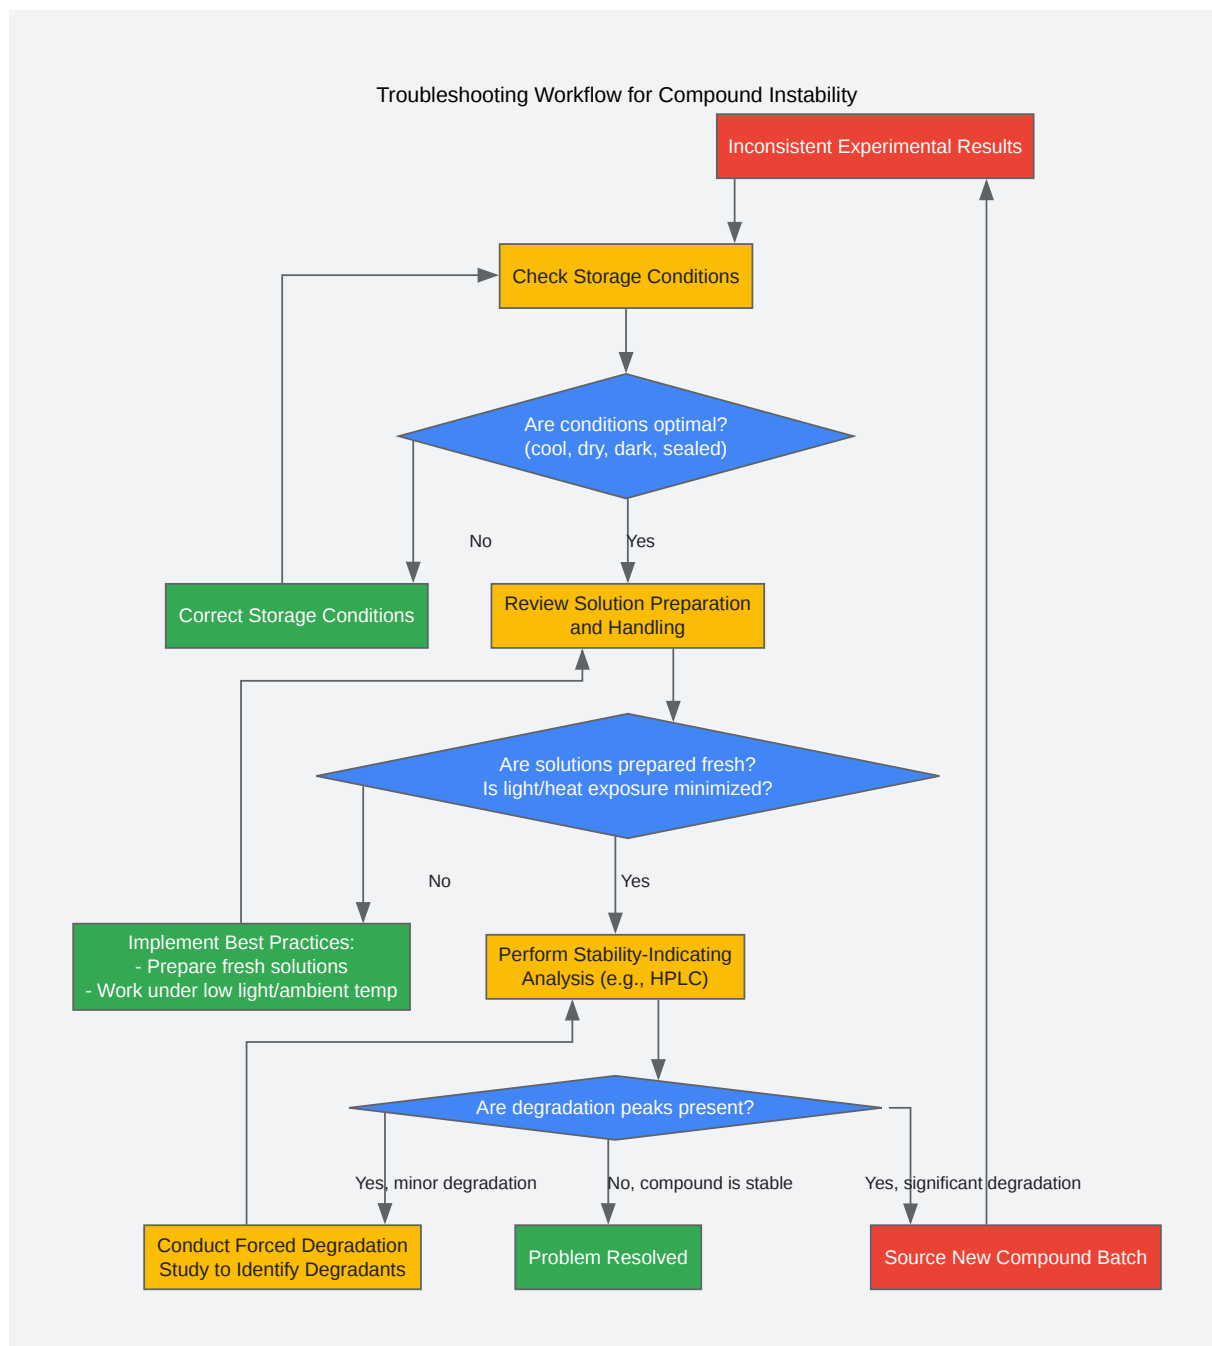 Troubleshooting Workflow for Compound Instability
Inconsistent Experimental Results
Check Storage Conditions
Are conditions optimal?
(cool, dry, dark, sealed)
No
Yes
Correct Storage Conditions
Review Solution Preparation
and Handling
Are solutions prepared fresh?
Is light/heat exposure minimized?
No
Yes
Implement Best Practices:
- Prepare fresh solutions
- Work under low light/ambient temp
Perform Stability-Indicating
Analysis (e.g., HPLC)
Are degradation peaks present?
Yes, minor degradation
No, compound is stable
Yes, significant degradation
Conduct Forced Degradation
Study to Identify Degradants
Problem Resolved
Source New Compound Batch